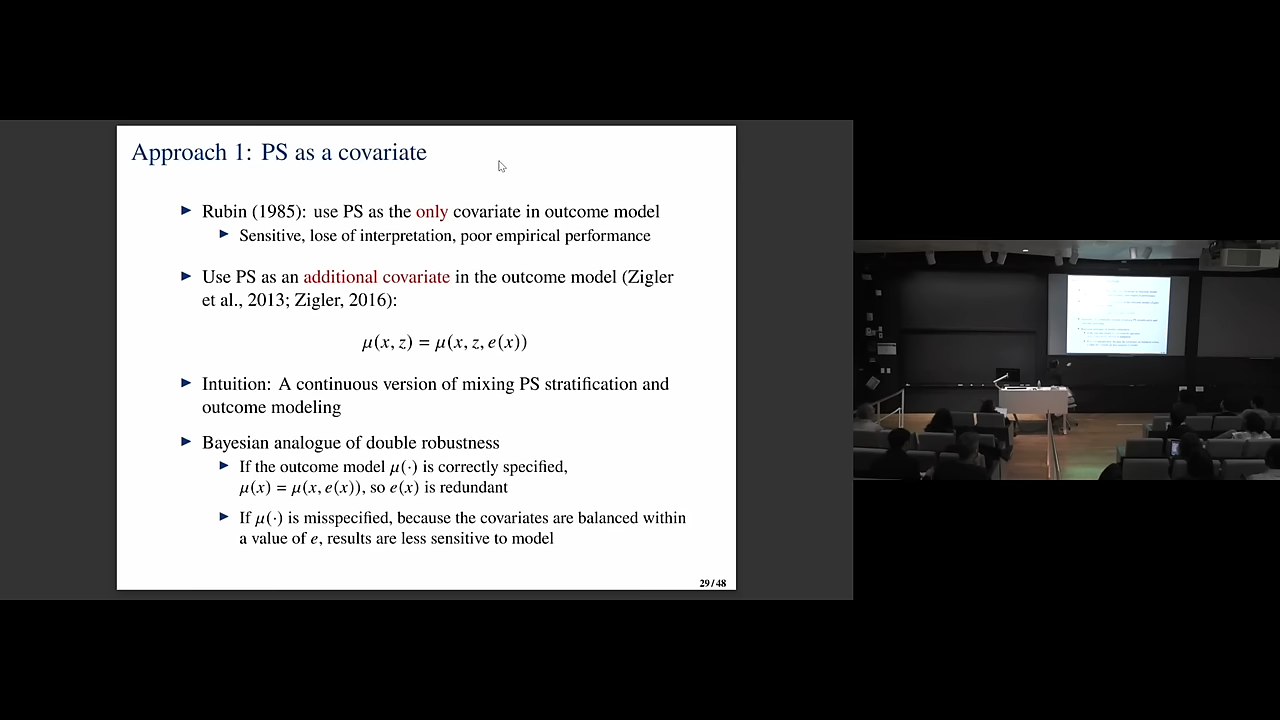 Approach 1: PS as a covariate
▶ Rubin (1985): use PS as the only covariate in outcome model
▶ Sensitive, lose of interpretation, poor empirical performance
▶ Use PS as an additional covariate in the outcome model (Zigler
et al., 2013; Zigler, 2016):
μ(x, z) = μ(x, z, e(x))
▶ Intuition: A continuous version of mixing PS stratification and
outcome modeling
▶ Bayesian analogue of double robustness
▶ If the outcome model μ(·) is correctly specified,
μ(x) = μ(x, e(x)), so e(x) is redundant
▶ If μ(·) is misspecified, because the covariates are balanced within
a value of e, results are less sensitive to model
29 / 48